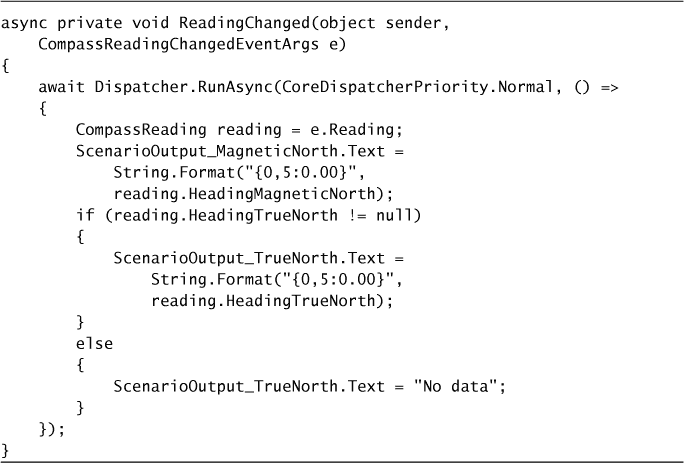 async private void ReadingChanged(object sender,
    CompassReadingChangedEventArgs e)
{
    await Dispatcher.RunAsync(CoreDispatcherPriority.Normal, () =>
    {
        CompassReading reading = e.Reading;
        ScenarioOutput_MagneticNorth.Text =
            String.Format("{0,5:0.00}",
            reading.HeadingMagneticNorth);
        if (reading.HeadingTrueNorth != null)
        {
            ScenarioOutput_TrueNorth.Text =
                String.Format("{0,5:0.00}",
                reading.HeadingTrueNorth);
        }
        else
        {
            ScenarioOutput_TrueNorth.Text = "No data";
        }
    });
}